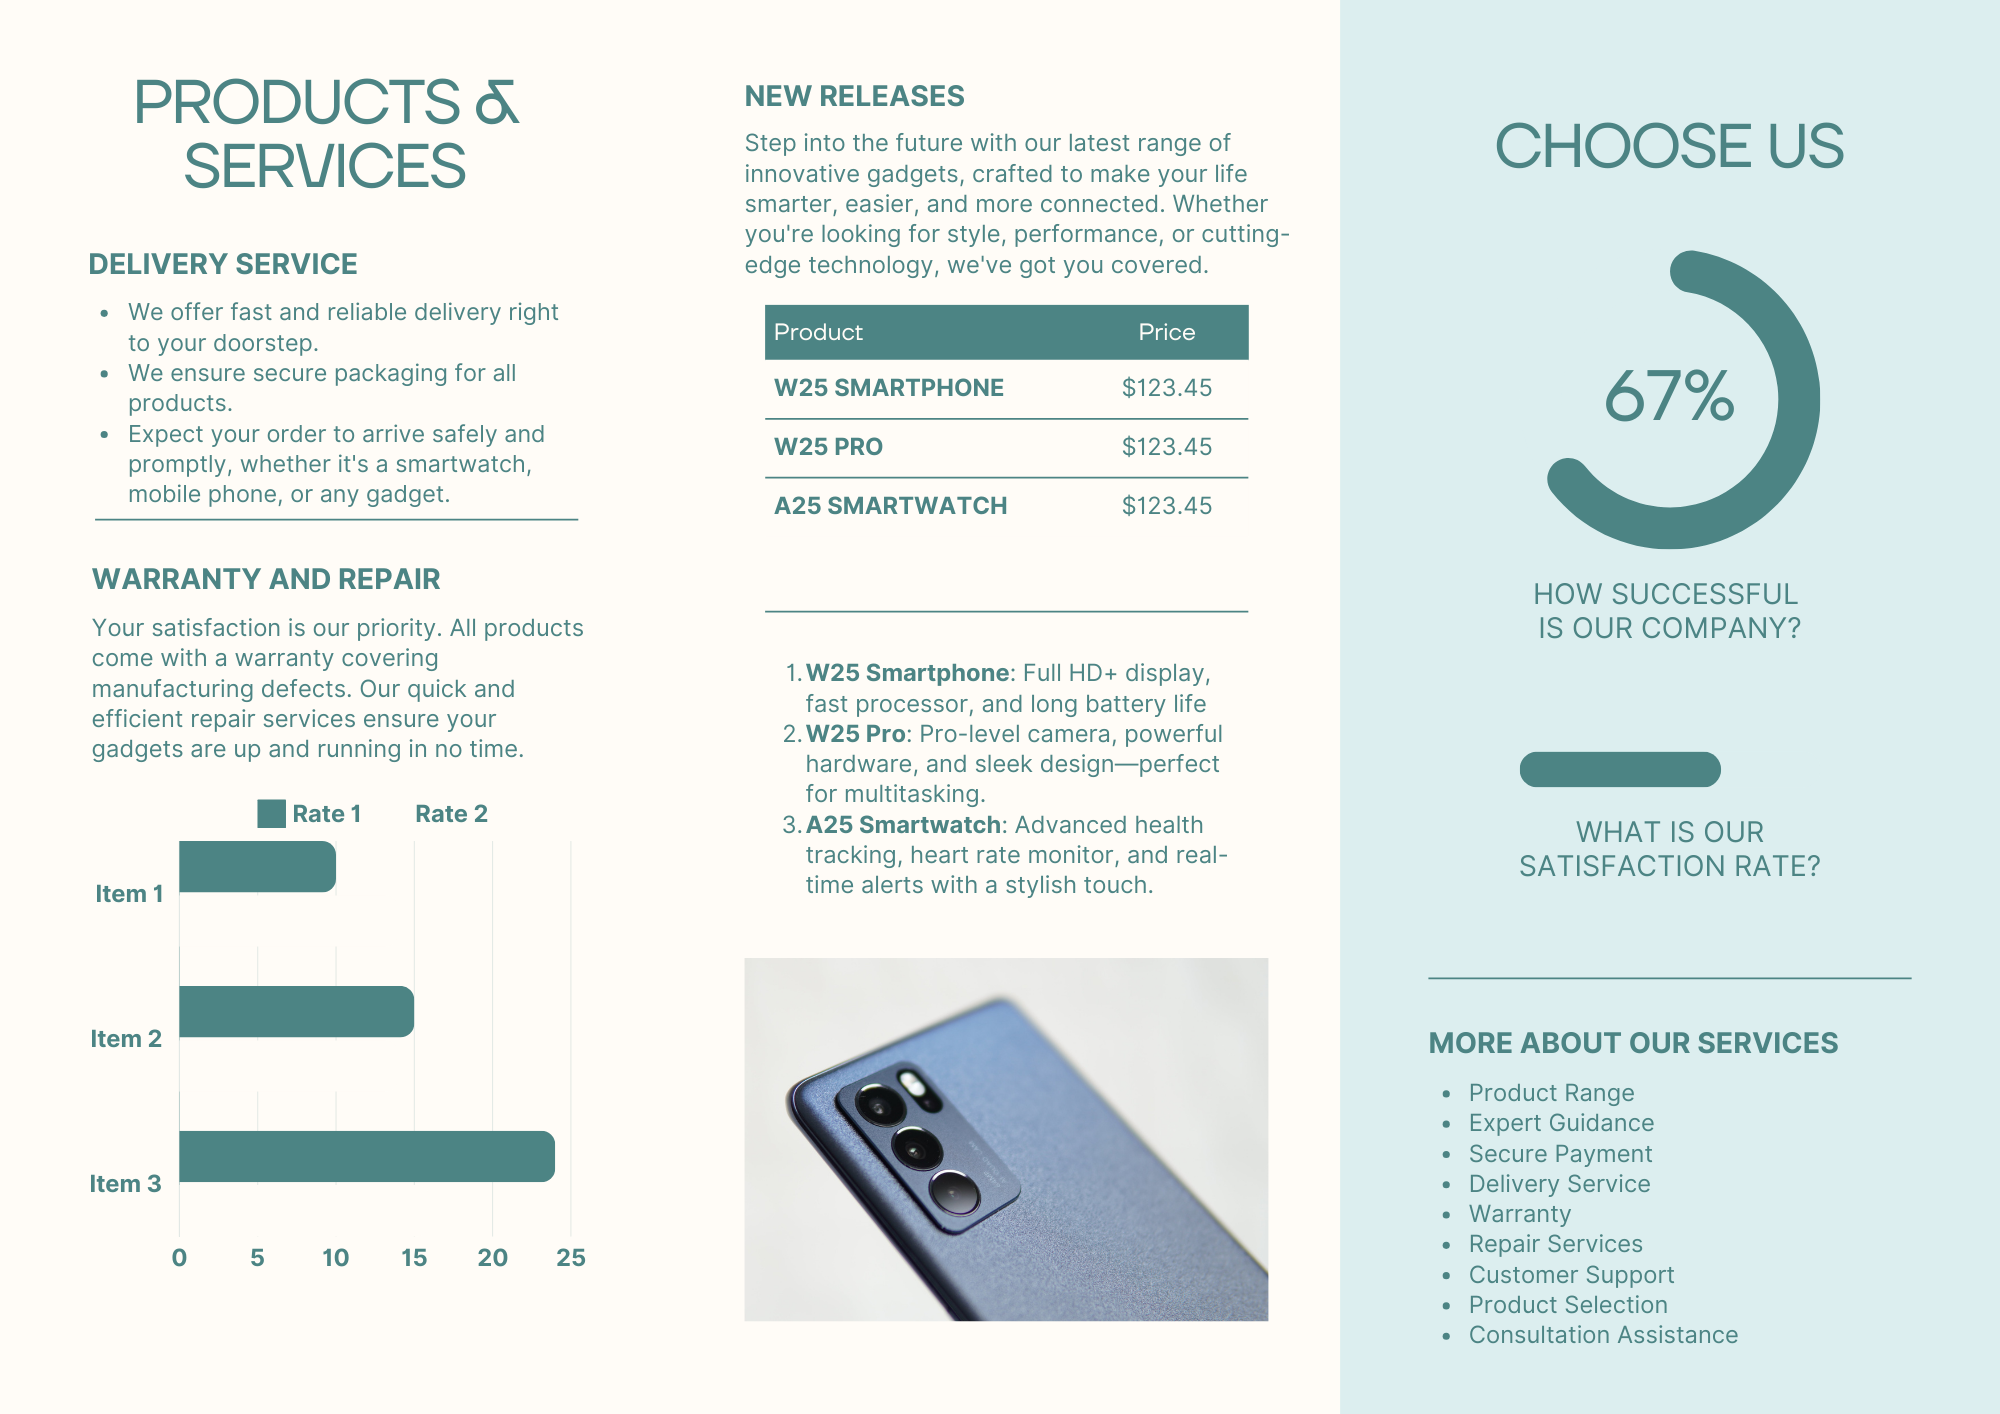 PRODUCTS &
SERVICES
DELIVERY SERVICE
• We offer fast and reliable delivery right
to your doorstep.
• We ensure secure packaging for all
products.
• Expect your order to arrive safely and
promptly, whether it's a smartwatch,
mobile phone, or any gadget.
WARRANTY AND REPAIR
Your satisfaction is our priority. All products
come with a warranty covering
manufacturing defects. Our quick and
efficient repair services ensure your
gadgets are up and running in no time.
Rate 1 Rate 2
Item 1
Item 2
Item 3
0 5 10 15 20 25
NEW RELEASES
Step into the future with our latest range of
innovative gadgets, crafted to make your life
smarter, easier, and more connected. Whether
you're looking for style, performance, or cutting-
edge technology, we've got you covered.
Product Price
W25 SMARTPHONE $123.45
W25 PRO $123.45
A25 SMARTWATCH $123.45
1. W25 Smartphone: Full HD+ display,
fast processor, and long battery life
2. W25 Pro: Pro-level camera, powerful
hardware, and sleek design—perfect
for multitasking.
3. A25 Smartwatch: Advanced health
tracking, heart rate monitor, and real-
time alerts with a stylish touch.
CHOOSE US
67%
HOW SUCCESSFUL
IS OUR COMPANY?
WHAT IS OUR
SATISFACTION RATE?
MORE ABOUT OUR SERVICES
• Product Range
• Expert Guidance
• Secure Payment
• Delivery Service
• Warranty
• Repair Services
• Customer Support
• Product Selection
• Consultation Assistance